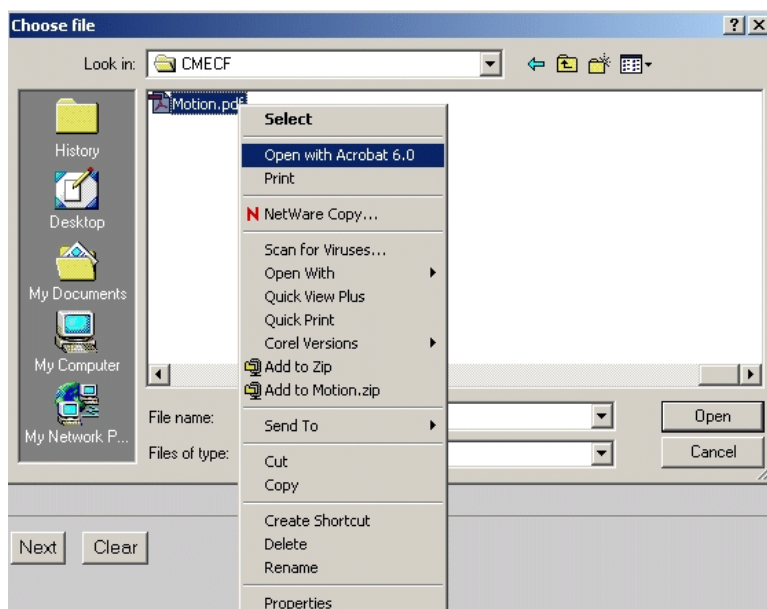 Choose file
Look in:
CMECF
History
Desktop
My Documents
My Computer
My Network P...
Motion.pdf
Select
Open with Acrobat 6.0
Print
N NetWare Copy...
Scan for Viruses...
Open With
Quick View Plus
Quick Print
Corel Versions
Add to Zip
Add to Motion.zip
Send To
Cut
Copy
Create Shortcut
Delete
Rename
Properties
File name:
Open
Files of type:
Cancel
Next
Clear